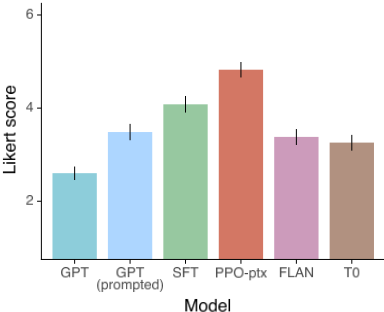 6
4
2
Likert score
GPT
GPT
(prompted)
SFT
PPO-ptx
FLAN
T0
Model